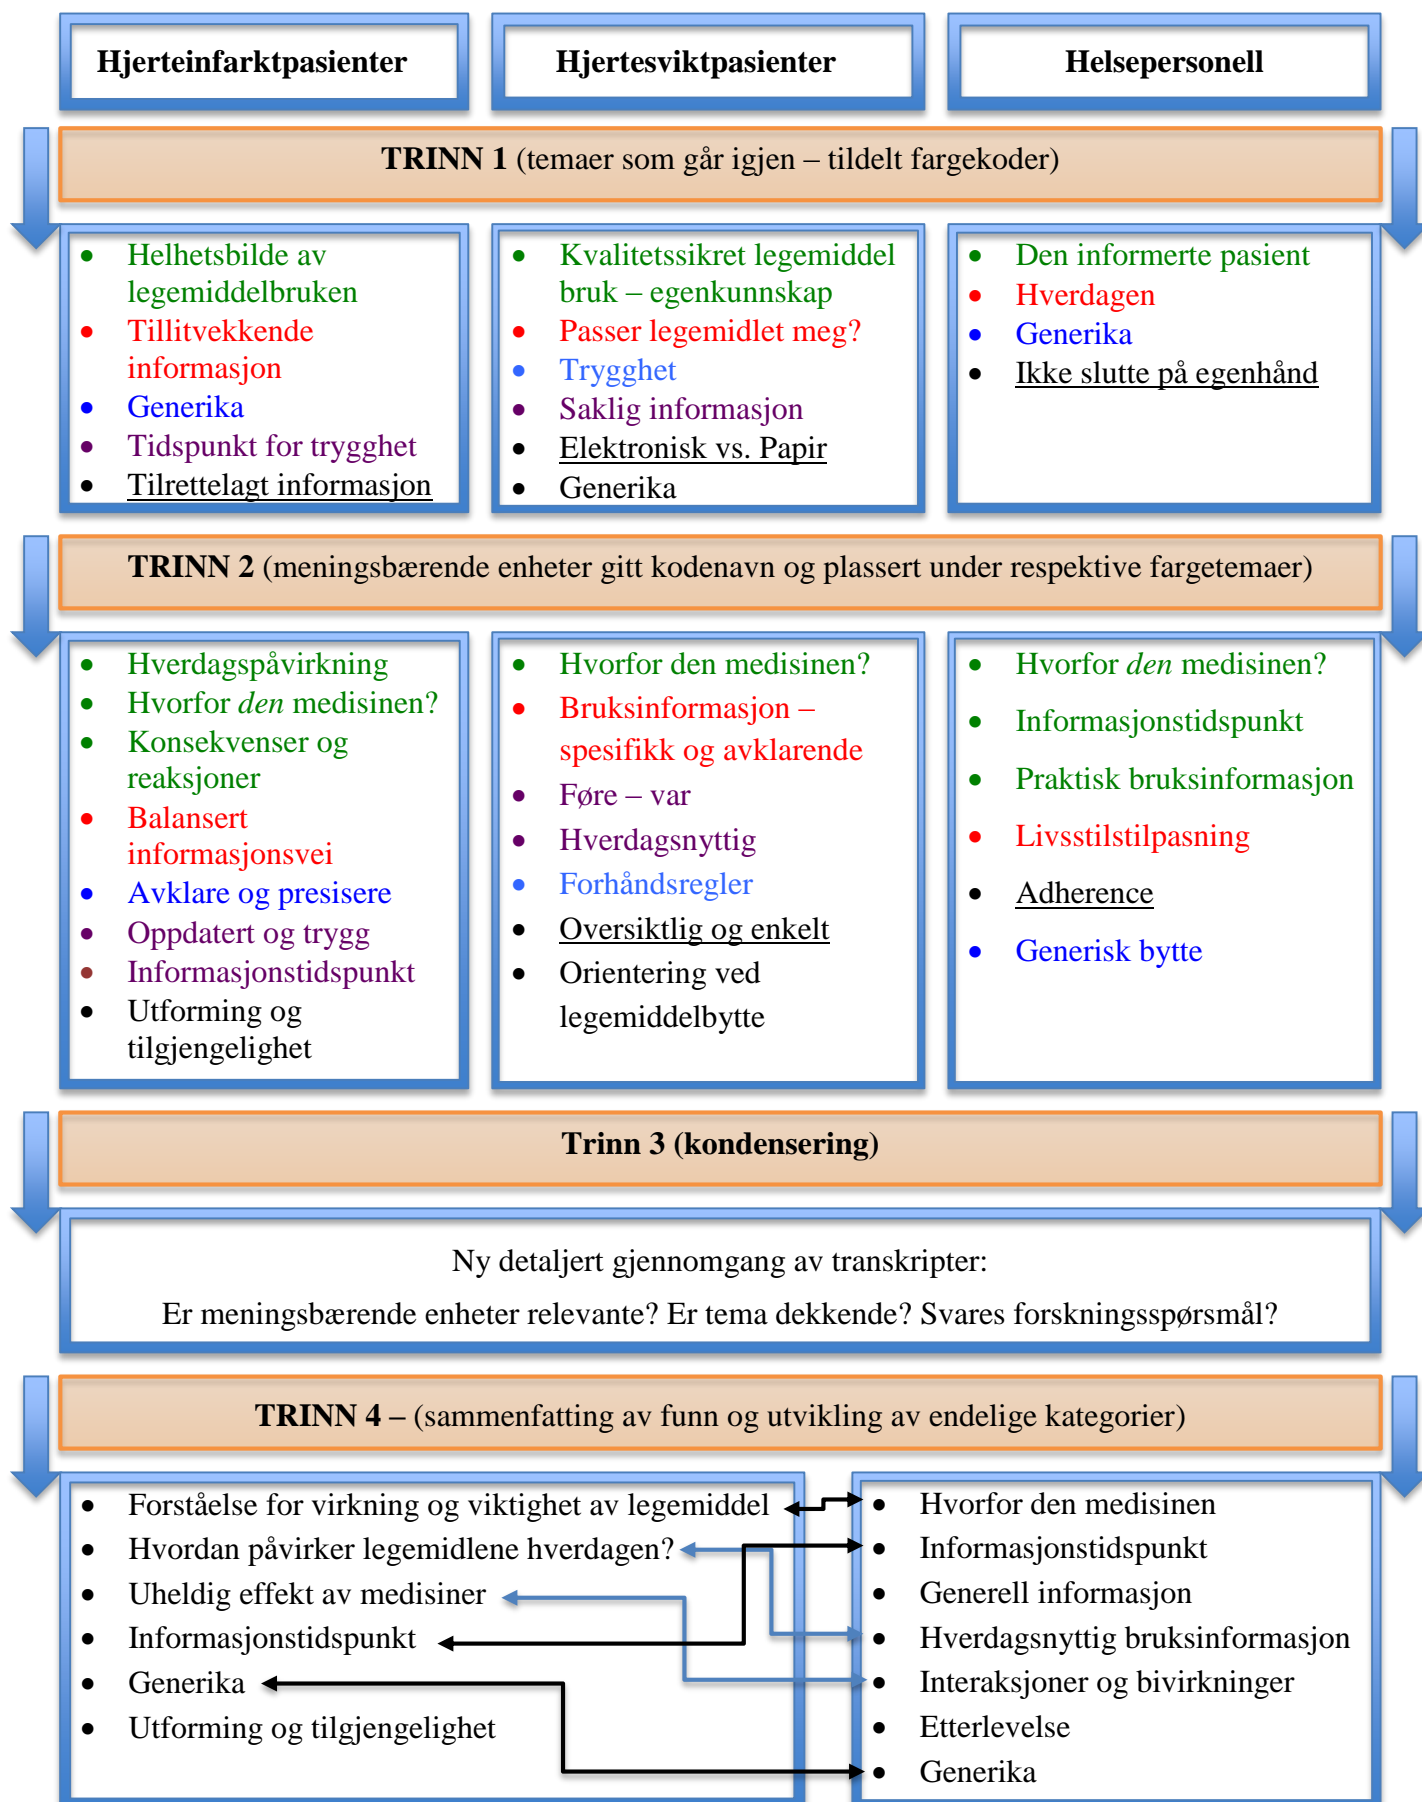 Hjerteinfarktpasienter
Hjertesviktpasienter
Helsepersonell
TRINN 1 (temaer som går igjen – tildelt fargekoder)
• Helhetsbilde av
legemiddelbruken
• Tillitvekkende
informasjon
• Generika
• Tidspunkt for trygghet
• Tilrettelagt informasjon
• Kvalitetssikret legemiddel
bruk – egenkunnskap
• Passer legemidlet meg?
• Trygghet
• Saklig informasjon
• Elektronisk vs. Papir
• Generika
• Den informerte pasient
• Hverdagen
• Generika
• Ikke slutte på egenhånd
TRINN 2 (meningsbærende enheter gitt kodenavn og plassert under respektive fargetemaer)
• Hverdagspåvirkning
• Hvorfor den medisinen?
• Konsekvenser og
reaksjoner
• Balansert
informasjonsvei
• Avklare og presisere
• Oppdatert og trygg
• Informasjonstidspunkt
• Utforming og
tilgjengelighet
• Hvorfor den medisinen?
• Bruksinformasjon –
spesifikk og avklarende
• Føre – var
• Hverdagsnyttig
• Forhåndsregler
• Oversiktlig og enkelt
• Orientering ved
legemiddelbytte
• Hvorfor den medisinen?
• Informasjonstidspunkt
• Praktisk bruksinformasjon
• Livsstilstilpasning
• Adherence
• Generisk bytte
Trinn 3 (kondensering)
Ny detaljert gjennomgang av transkripter:
Er meningsbærende enheter relevante? Er tema dekkende? Svares forskningsspørsmål?
TRINN 4 – (sammenfatting av funn og utvikling av endelige kategorier)
• Forståelse for virkning og viktighet av legemiddel
• Hvordan påvirker legemidlene hverdagen?
• Uheldig effekt av medisiner
• Informasjonstidspunkt
• Generika
• Utforming og tilgjengelighet
• Hvorfor den medisinen
• Informasjonstidspunkt
• Generell informasjon
• Hverdagsnyttig bruksinformasjon
• Interaksjoner og bivirkninger
• Etterlevelse
• Generika